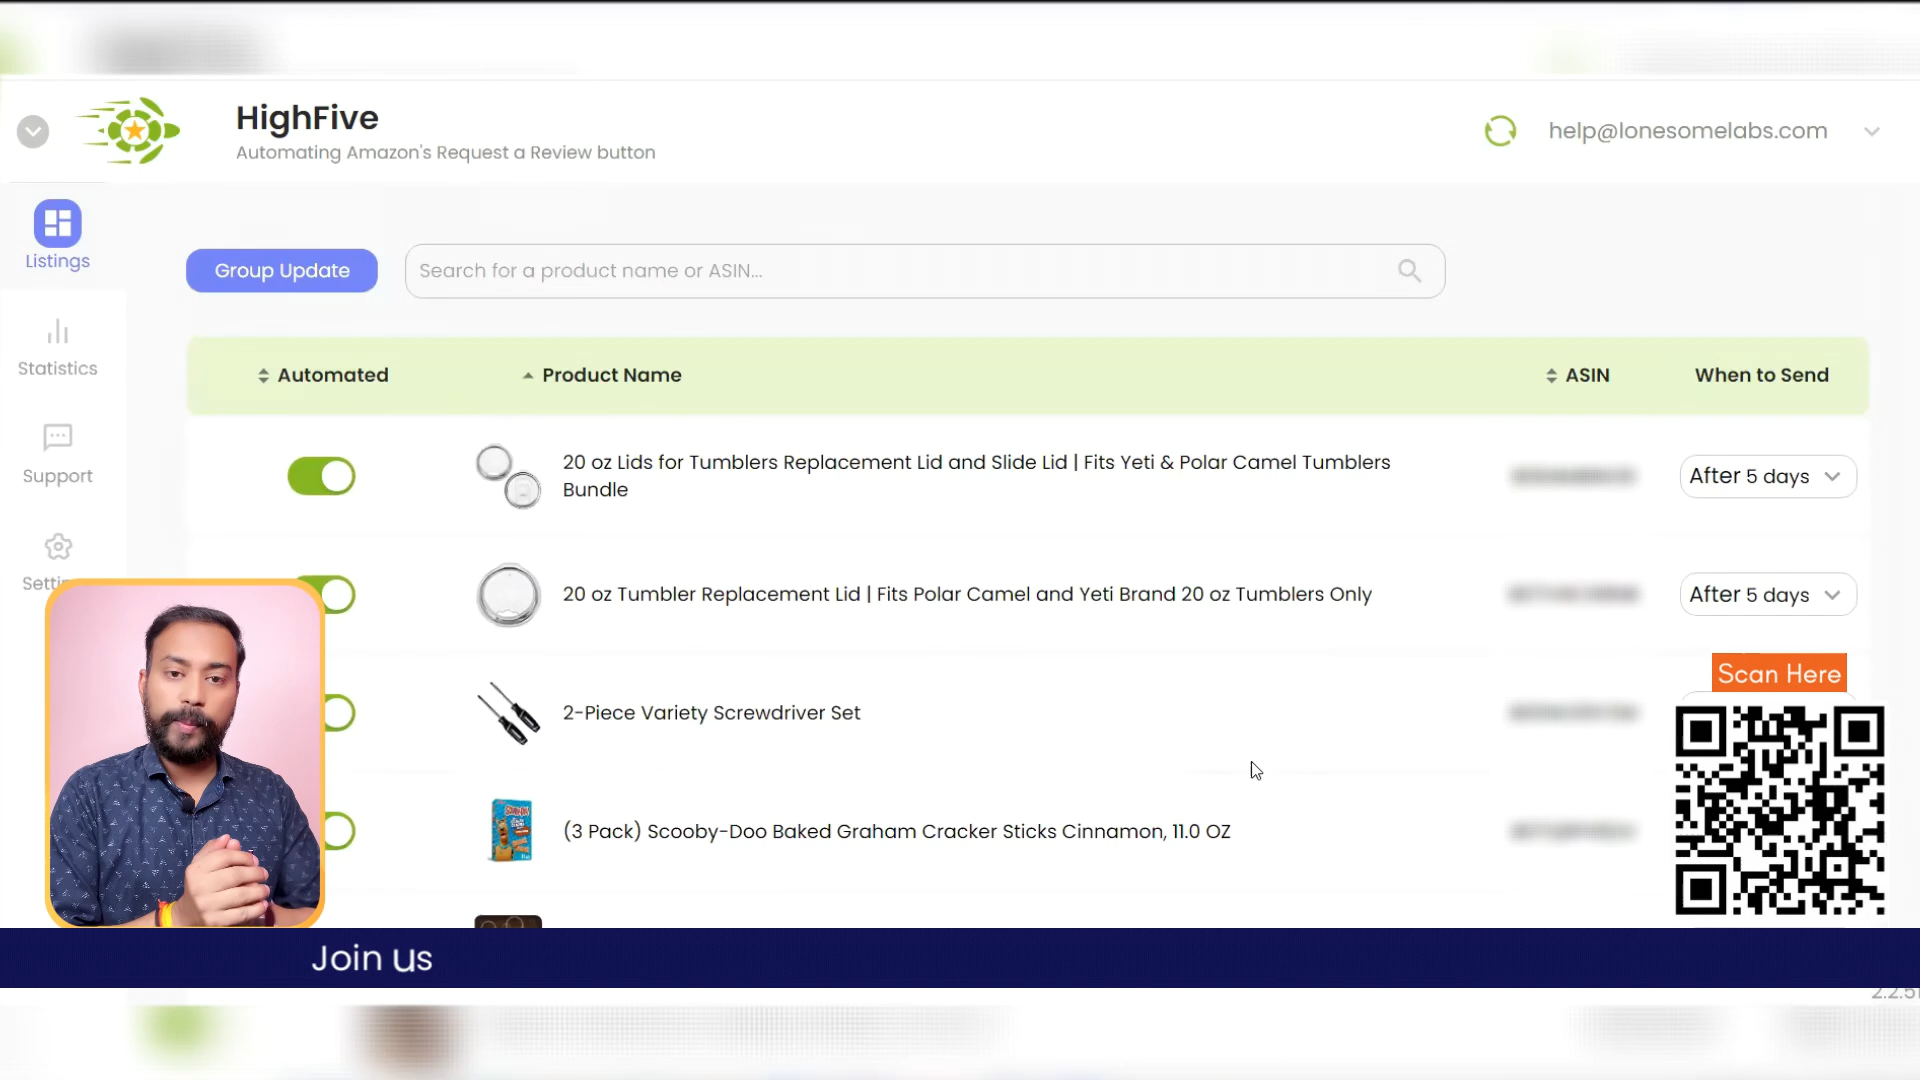 HighFive
Automating Amazon's Request a Review button
help@lonesomelabs.com
Listings
Group Update
Search for a product name or ASIN...
Statistics
Automated
Product Name
ASIN
When to Send
Support
20 oz Lids for Tumblers Replacement Lid and Slide Lid | Fits Yeti & Polar Camel Tumblers
Bundle
After 5 days
20 oz Tumbler Replacement Lid | Fits Polar Camel and Yeti Brand 20 oz Tumblers Only
After 5 days
Scan Here
2-Piece Variety Screwdriver Set
(3 Pack) Scooby-Doo Baked Graham Cracker Sticks Cinnamon, 11.0 OZ
Join us